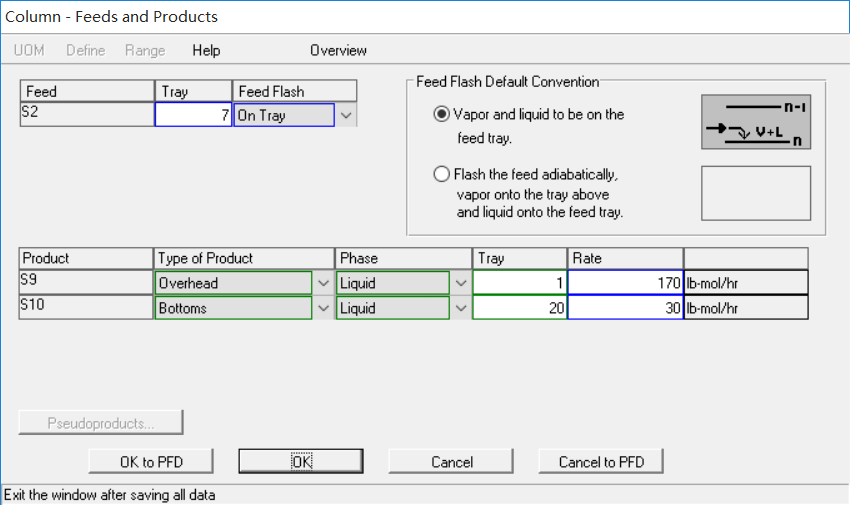 Column - Feeds and Products
UOM Define Range Help Overview
Feed Tray Feed Flash
S2 7 On Tray
Feed Flash Default Convention
Vapor and liquid to be on the
feed tray.
n-1
V+L
n
Flash the feed adiabatically,
vapor onto the tray above
and liquid onto the feed tray.
Product Type of Product Phase Tray Rate
S9 Overhead Liquid 1 170 lb-mol/hr
S10 Bottoms Liquid 20 30 lb-mol/hr
Pseudoproducts...
OK to PFD OK Cancel Cancel to PFD
Exit the window after saving all data